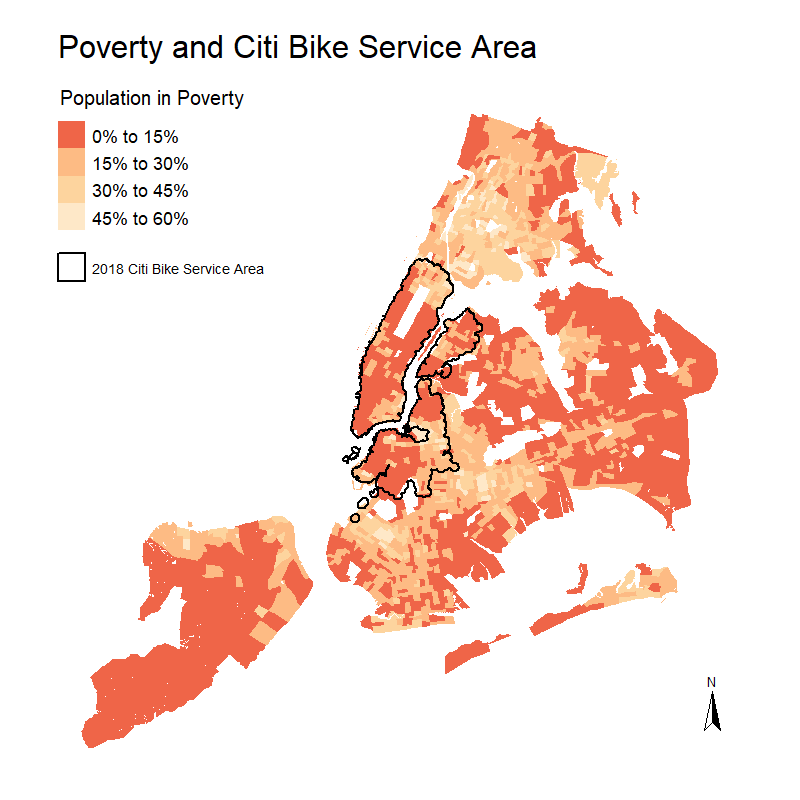 Poverty and Citi Bike Service Area
Population in Poverty
0% to 15%
15% to 30%
30% to 45%
45% to 60%
2018 Citi Bike Service Area
N